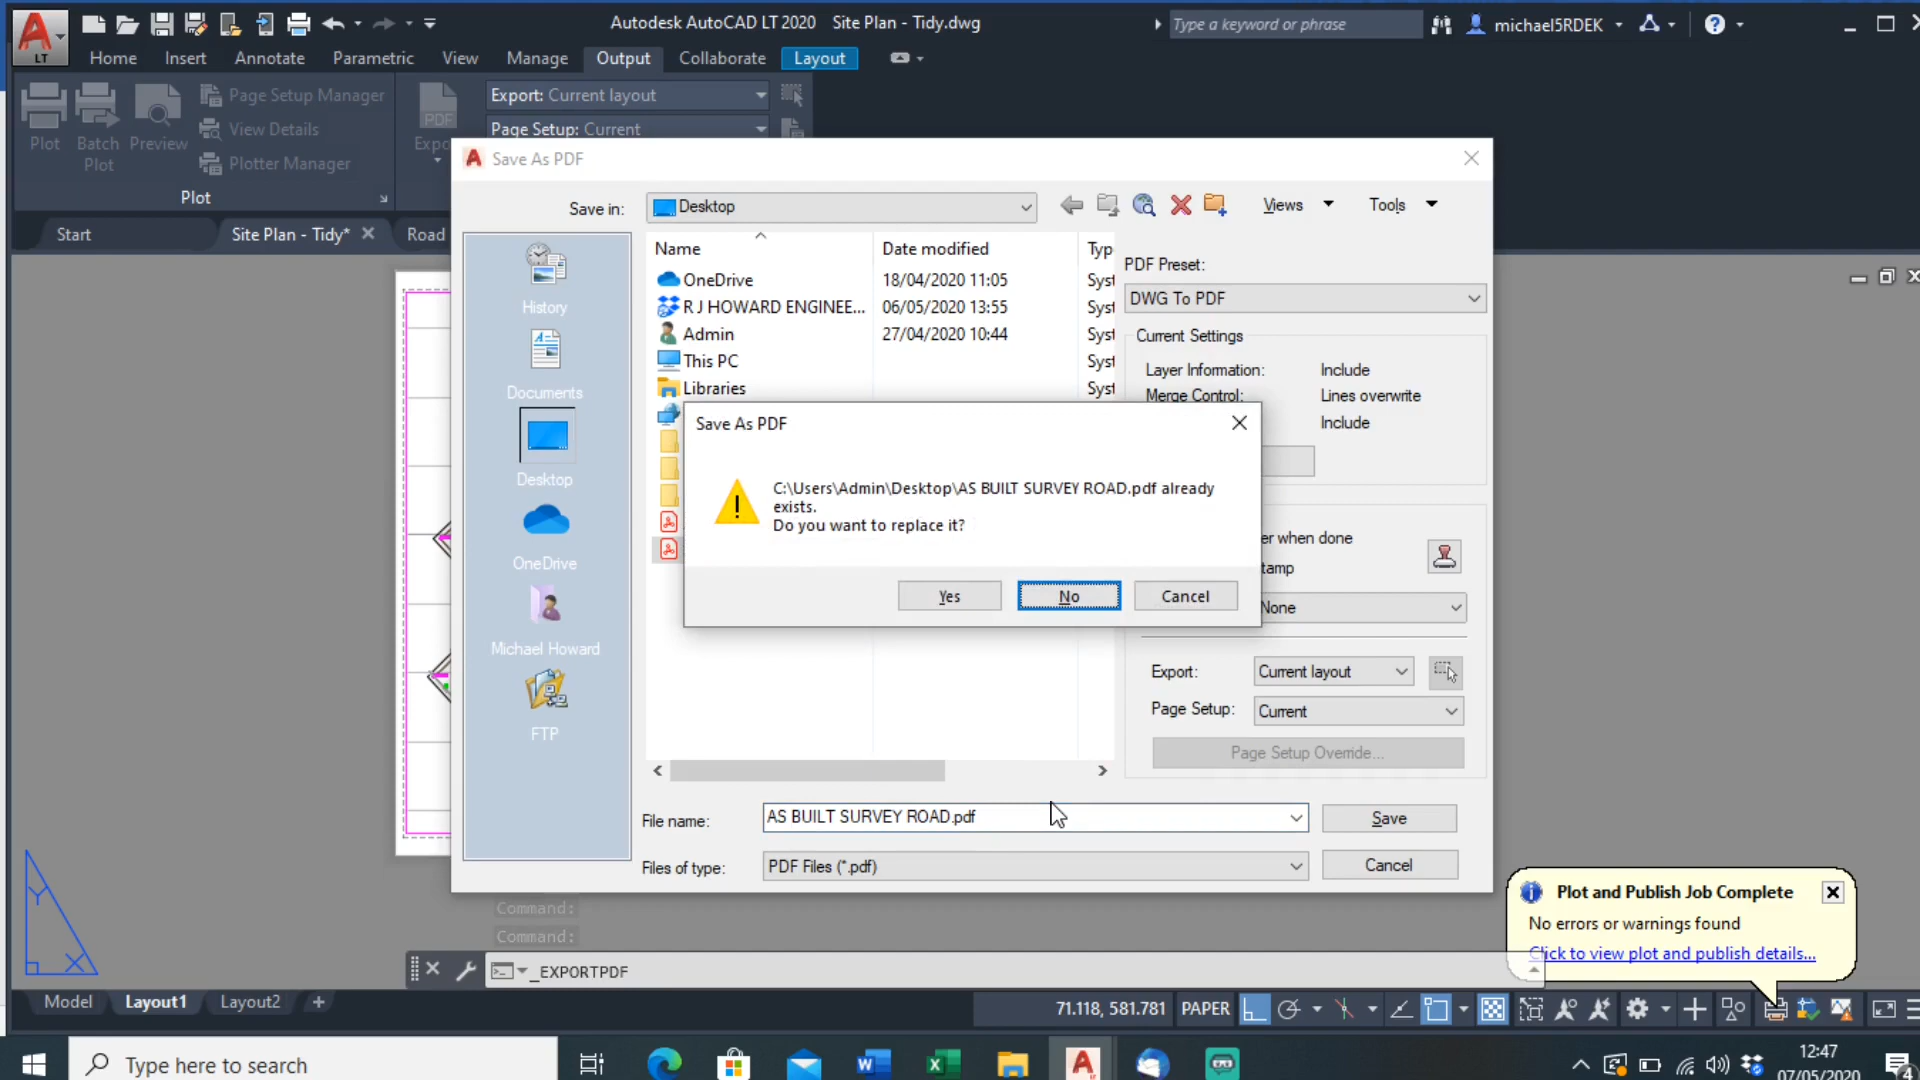 Autodesk AutoCAD LT 2020 Site Plan - Tidy.dwg
Type a keyword or phrase
michael5RDEK
LT
Home Insert Annotate Parametric View Manage Output Collaborate Layout
Page Setup Manager
View Details
Plotter Manager
Plot Batch Plot Preview
Plot
PDF
Export: Current layout
Page Setup: Current
Start Site Plan - Tidy* Road
Save As PDF
Save in: Desktop
Views Tools
History
Documents
Desktop
OneDrive
Michael Howard
FTP
Name Date modified
OneDrive 18/04/2020 11:05
R J HOWARD ENGINEE... 06/05/2020 13:55
Admin 27/04/2020 10:44
This PC
Libraries
PDF Preset:
DWG To PDF
Current Settings
Layer Information: Include
Merge Control: Lines overwrite
Include
Save As PDF
C:\Users\Admin\Desktop\AS BUILT SURVEY ROAD.pdf already
exists.
Do you want to replace it?
Yes No Cancel
er when done
tamp
None
Export: Current layout
Page Setup: Current
Page Setup Override...
File name: AS BUILT SURVEY ROAD.pdf Save
Files of type: PDF Files (*.pdf) Cancel
Command:
Command:
_EXPORTPDF
Plot and Publish Job Complete
No errors or warnings found
Click to view plot and publish details...
Y
X
Model Layout1 Layout2
71.118, 581.781 PAPER
Type here to search
12:47
07/05/2020
4